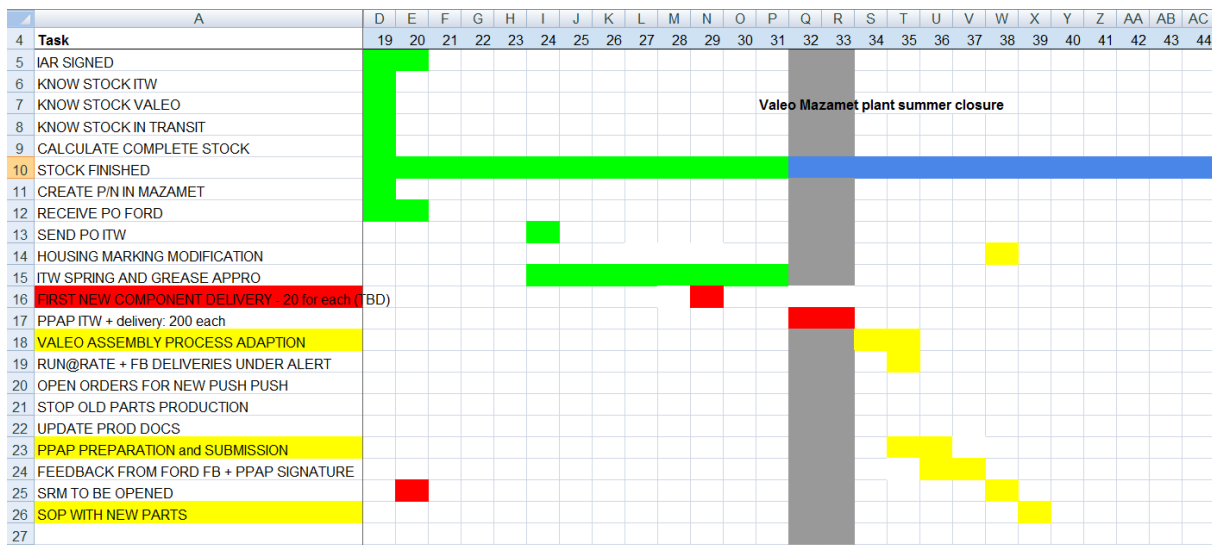 A D E F G H I J K L M N O P Q R S T U V W X Y Z AA AB AC
4 Task 19 20 21 22 23 24 25 26 27 28 29 30 31 32 33 34 35 36 37 38 39 40 41 42 43 44
5 IAR SIGNED
6 KNOW STOCK ITW
7 KNOW STOCK VALEO Valeo Mazamet plant summer closure
8 KNOW STOCK IN TRANSIT
9 CALCULATE COMPLETE STOCK
10 STOCK FINISHED
11 CREATE P/N IN MAZAMET
12 RECEIVE PO FORD
13 SEND PO ITW
14 HOUSING MARKING MODIFICATION
15 ITW SPRING AND GREASE APPRO
16 FIRST NEW COMPONENT DELIVERY - 20 for each (TBD)
17 PPAP ITW + delivery: 200 each
18 VALEO ASSEMBLY PROCESS ADAPTION
19 RUN@RATE + FB DELIVERIES UNDER ALERT
20 OPEN ORDERS FOR NEW PUSH PUSH
21 STOP OLD PARTS PRODUCTION
22 UPDATE PROD DOCS
23 PPAP PREPARATION and SUBMISSION
24 FEEDBACK FROM FORD FB + PPAP SIGNATURE
25 SRM TO BE OPENED
26 SOP WITH NEW PARTS
27